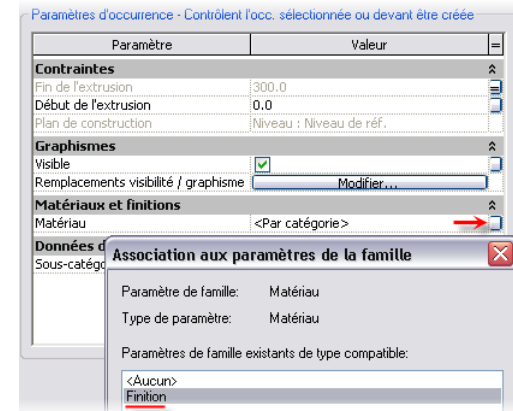 Paramètres d'occurrence - Contrôlent l'occ. sélectionnée ou devant être créée
Paramètre Valeur =
Contraintes
Fin de l'extrusion 300.0 =
Début de l'extrusion 0.0
Plan de construction Niveau : Niveau de réf.
Graphismes
Visible
Remplacements visibilité / graphisme Modifier...
Matériaux et finitions
Matériau <Par catégorie>
Données d
Sous-catégo
Association aux paramètres de la famille
Paramètre de famille: Matériau
Type de paramètre: Matériau
Paramètres de famille existants de type compatible:
<Aucun>
Finition